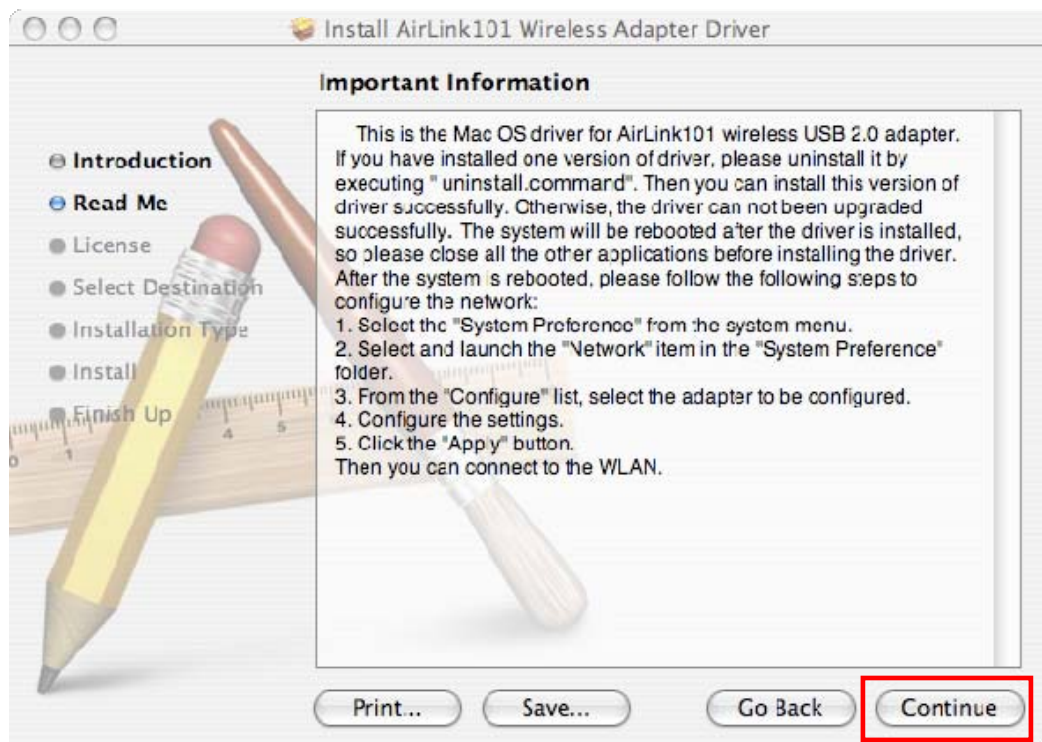 Install AirLink101 Wireless Adapter Driver
Important Information
Introduction
Read Me
License
Select Destination
Installation Type
Install
Finish Up
This is the Mac OS driver for AirLink101 wireless USB 2.0 adapter.
If you have installed one version of driver, please uninstall it by
executing " uninstall.command". Then you can install this version of
driver successfully. Otherwise, the driver can not been upgraded
successfully. The system will be rebooted after the driver is installed,
so please close all the other applications before installing the driver.
After the system is rebooted, please follow the following steps to
configure the network:
1. Select the "System Preference" from the system menu.
2. Select and launch the "Network" item in the "System Preference"
folder.
3. From the "Configure" list, select the adapter to be configured.
4. Configure the settings.
5. Click the "Apply" button.
Then you can connect to the WLAN.
0 1 4 5
Print... Save... Go Back Continue